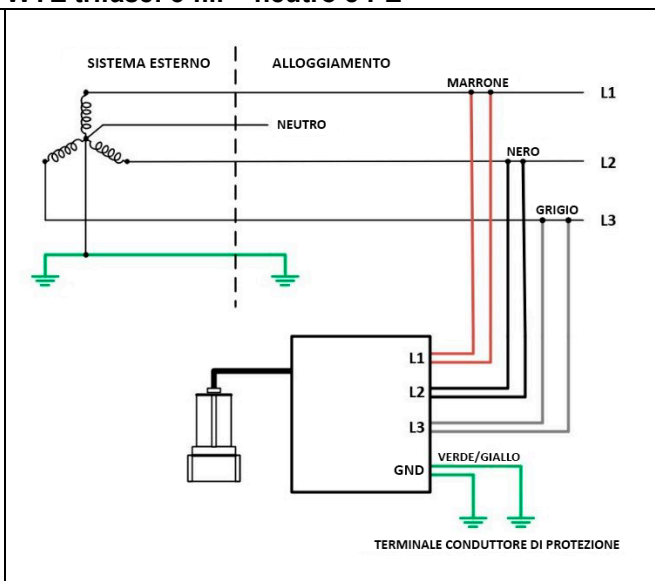 SISTEMA ESTERNO
ALLOGGIAMENTO
MARRONE
L1
NEUTRO
NERO
L2
GRIGIO
L3
L1
L2
L3
VERDE/GIALLO
GND
TERMINALE CONDUTTORE DI PROTEZIONE